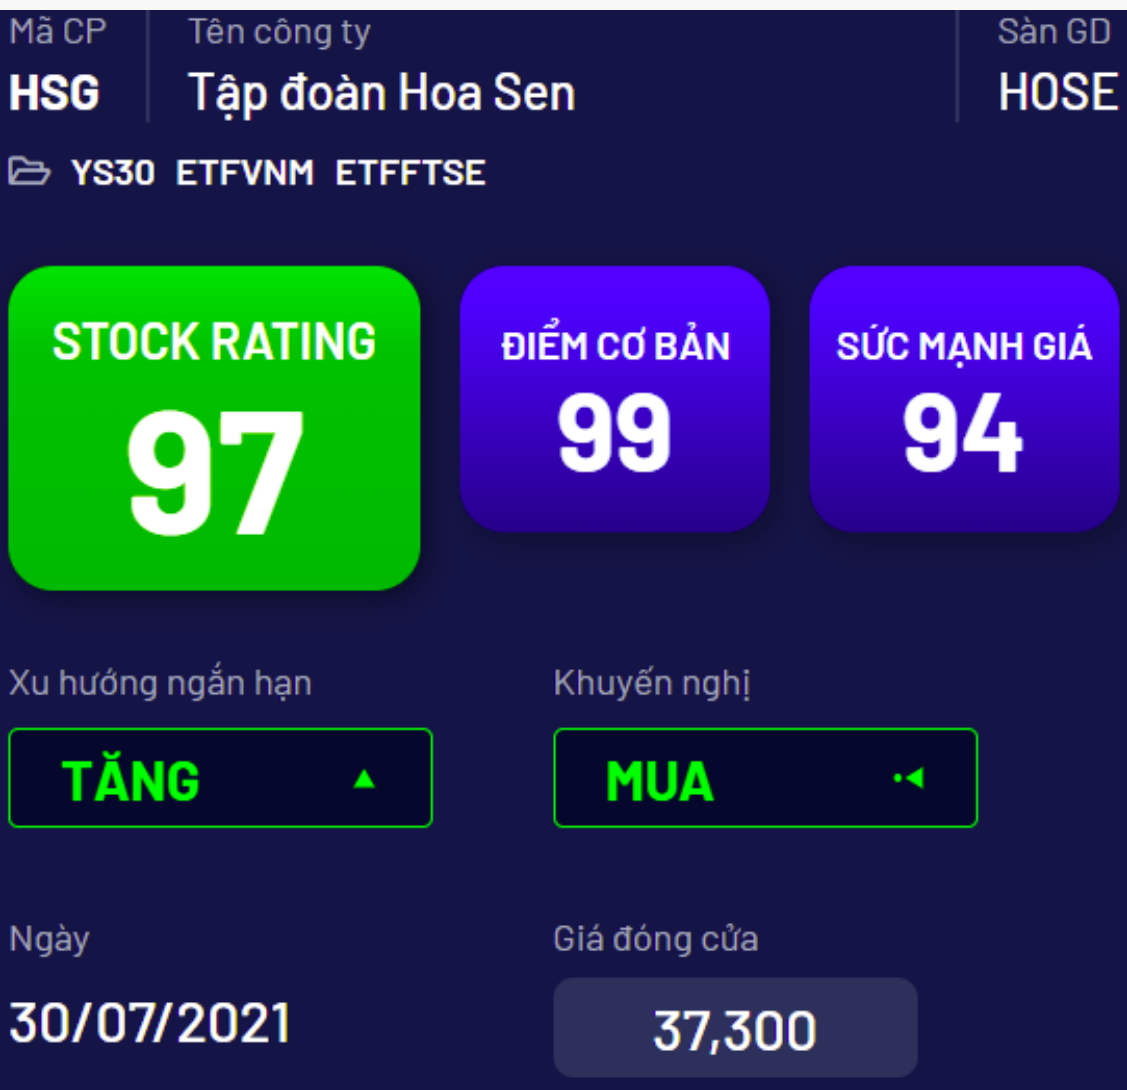 Mã CP Tên công ty Sàn GD
HSG Tập đoàn Hoa Sen HOSE
YS30 ETFVNM ETFFTSE
STOCK RATING ĐIỂM CƠ BẢN SỨC MẠNH GIÁ
97 99 94
Xu hướng ngắn hạn Khuyến nghị
TĂNG MUA
Ngày Giá đóng cửa
30/07/2021 37,300